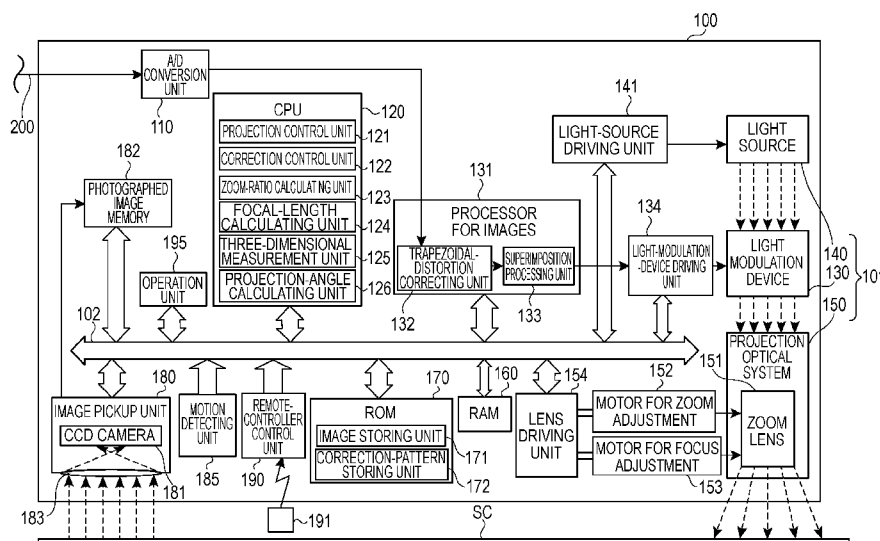 100
A/D
CONVERSION
UNIT
200
110
CPU
120
PROJECTION CONTROL UNIT
121
CORRECTION CONTROL UNIT
122
ZOOM-RATIO CALCULATING UNIT
123
FOCAL-LENGTH
CALCULATING UNIT
124
THREE-DIMENSIONAL
MEASUREMENT UNIT
125
PROJECTION-ANGLE
CALCULATING UNIT
126
141
LIGHT-SOURCE
DRIVING UNIT
LIGHT
SOURCE
140
182
PHOTOGRAPHED
IMAGE
MEMORY
131
PROCESSOR
FOR IMAGES
TRAPEZOIDAL-
DISTORTION
CORRECTING UNIT
132
SUPERIMPOSITION
PROCESSING UNIT
133
134
LIGHT-MODULATION
-DEVICE DRIVING
UNIT
LIGHT
MODULATION
DEVICE
130
101
195
OPERATION
UNIT
102
150
PROJECTION
OPTICAL
SYSTEM
151
ZOOM
LENS
180
IMAGE PICKUP UNIT
CCD CAMERA
181
183
MOTION
DETECTING
UNIT
185
REMOTE-
CONTROLLER
CONTROL
UNIT
190
191
170
ROM
IMAGE STORING UNIT
171
CORRECTION-PATTERN
STORING UNIT
172
160
RAM
154
LENS
DRIVING
UNIT
152
MOTOR FOR ZOOM
ADJUSTMENT
MOTOR FOR FOCUS
ADJUSTMENT
153
SC